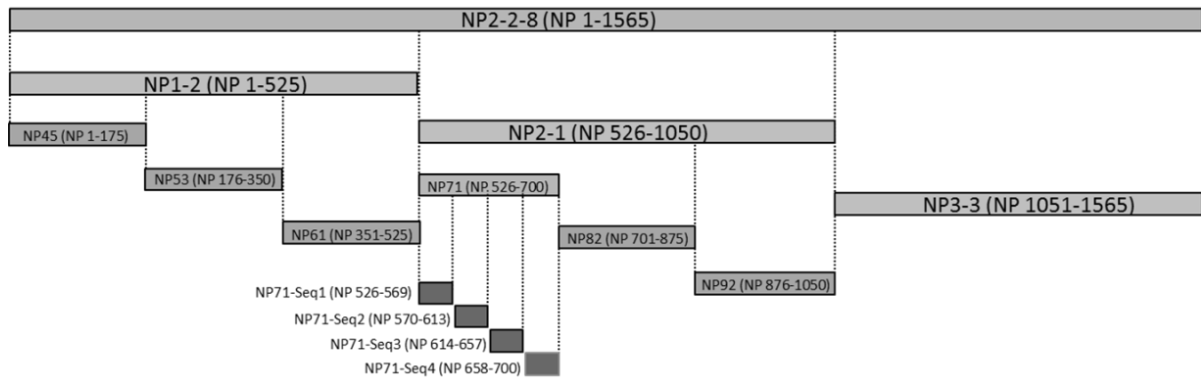 NP2-2-8 (NP 1-1565)
NP1-2 (NP 1-525)
NP45 (NP 1-175)
NP2-1 (NP 526-1050)
NP53 (NP 176-350)
NP71 (NP 526-700)
NP3-3 (NP 1051-1565)
NP61 (NP 351-525)
NP82 (NP 701-875)
NP92 (NP 876-1050)
NP71-Seq1 (NP 526-569)
NP71-Seq2 (NP 570-613)
NP71-Seq3 (NP 614-657)
NP71-Seq4 (NP 658-700)